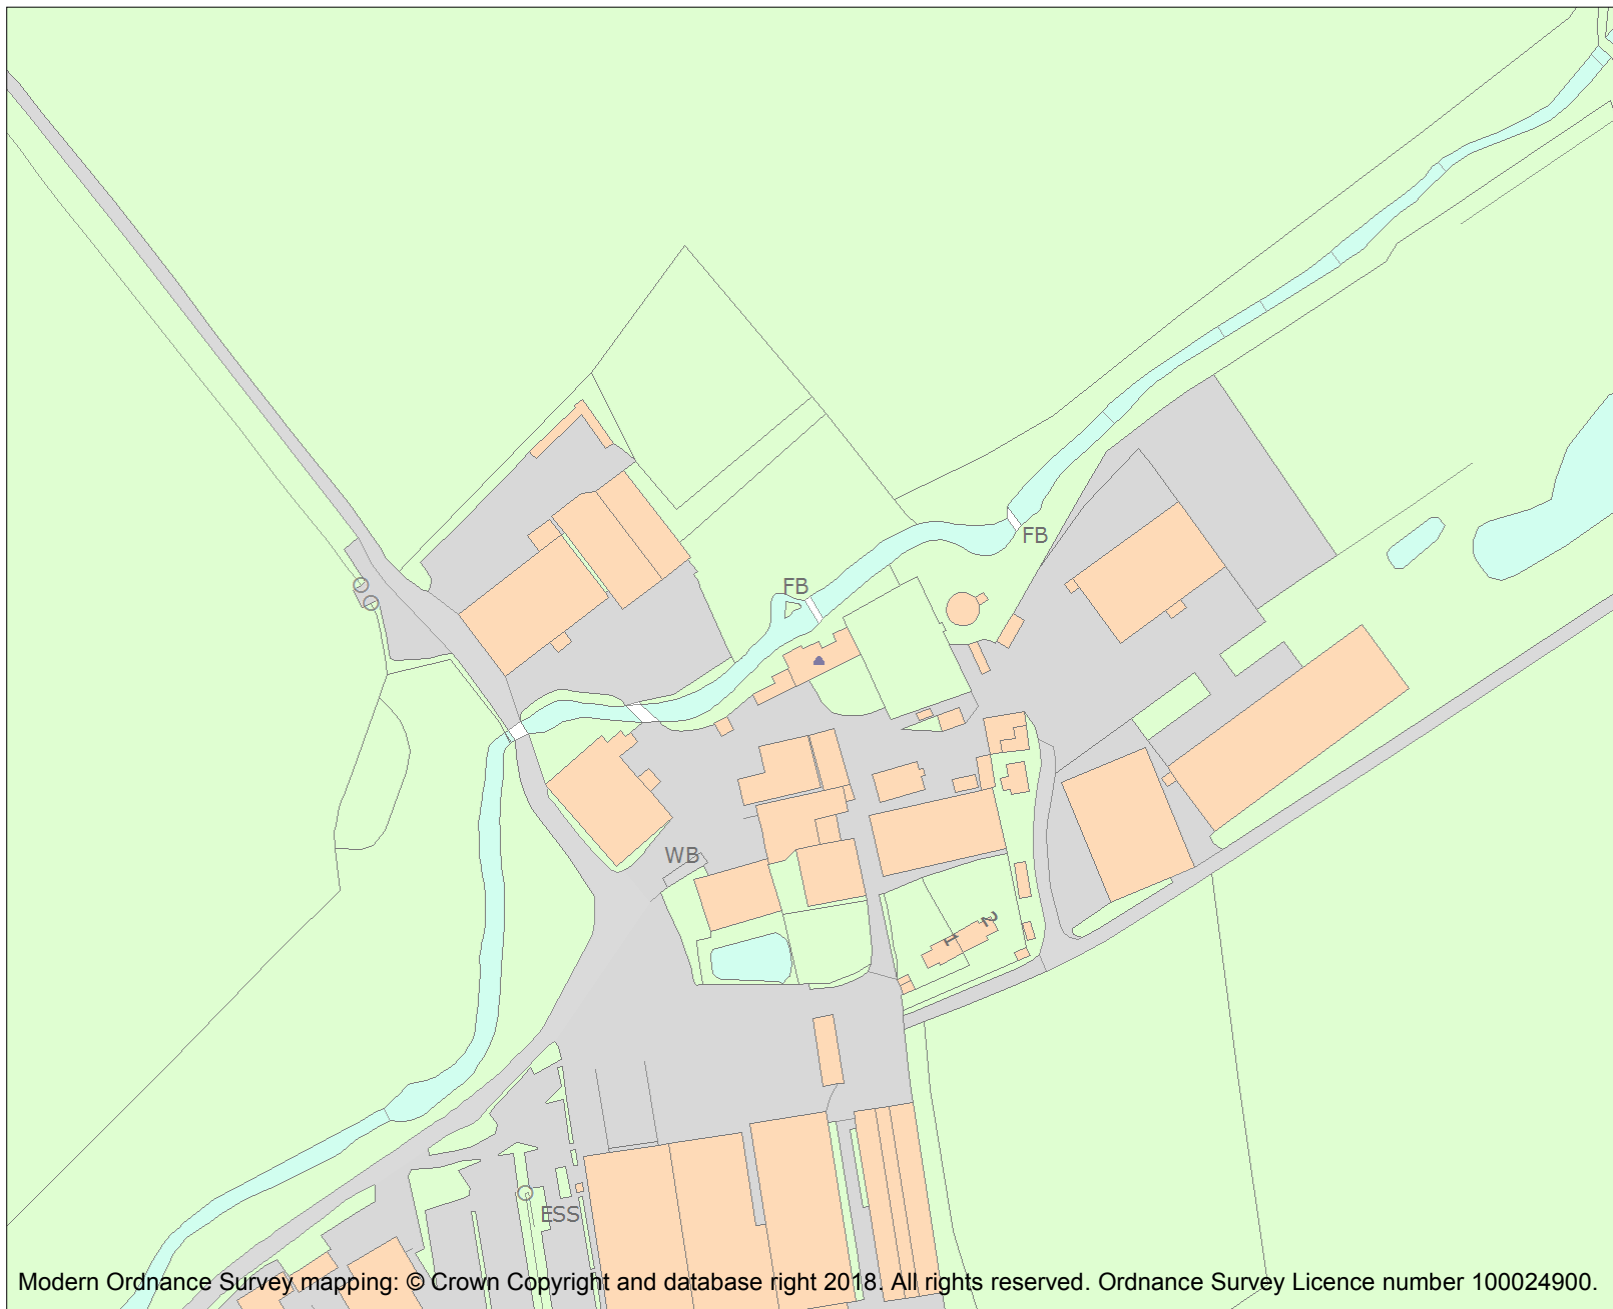 FB
FB
WB
2
1
ESS
Modern Ordnance Survey mapping: © Crown Copyright and database right 2018. All rights reserved. Ordnance Survey Licence number 100024900.